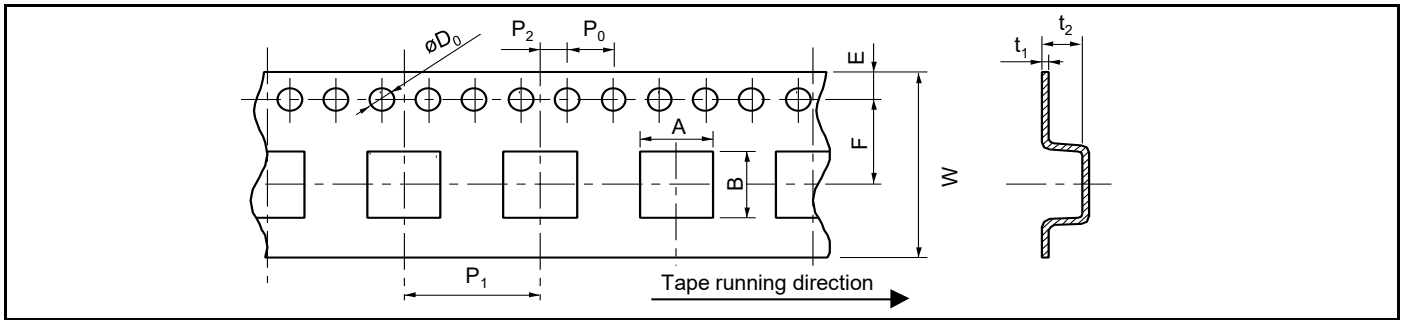 øD₀
P₂
P₀
E
t₂
t₁
A
F
B
W
P₁
Tape running direction